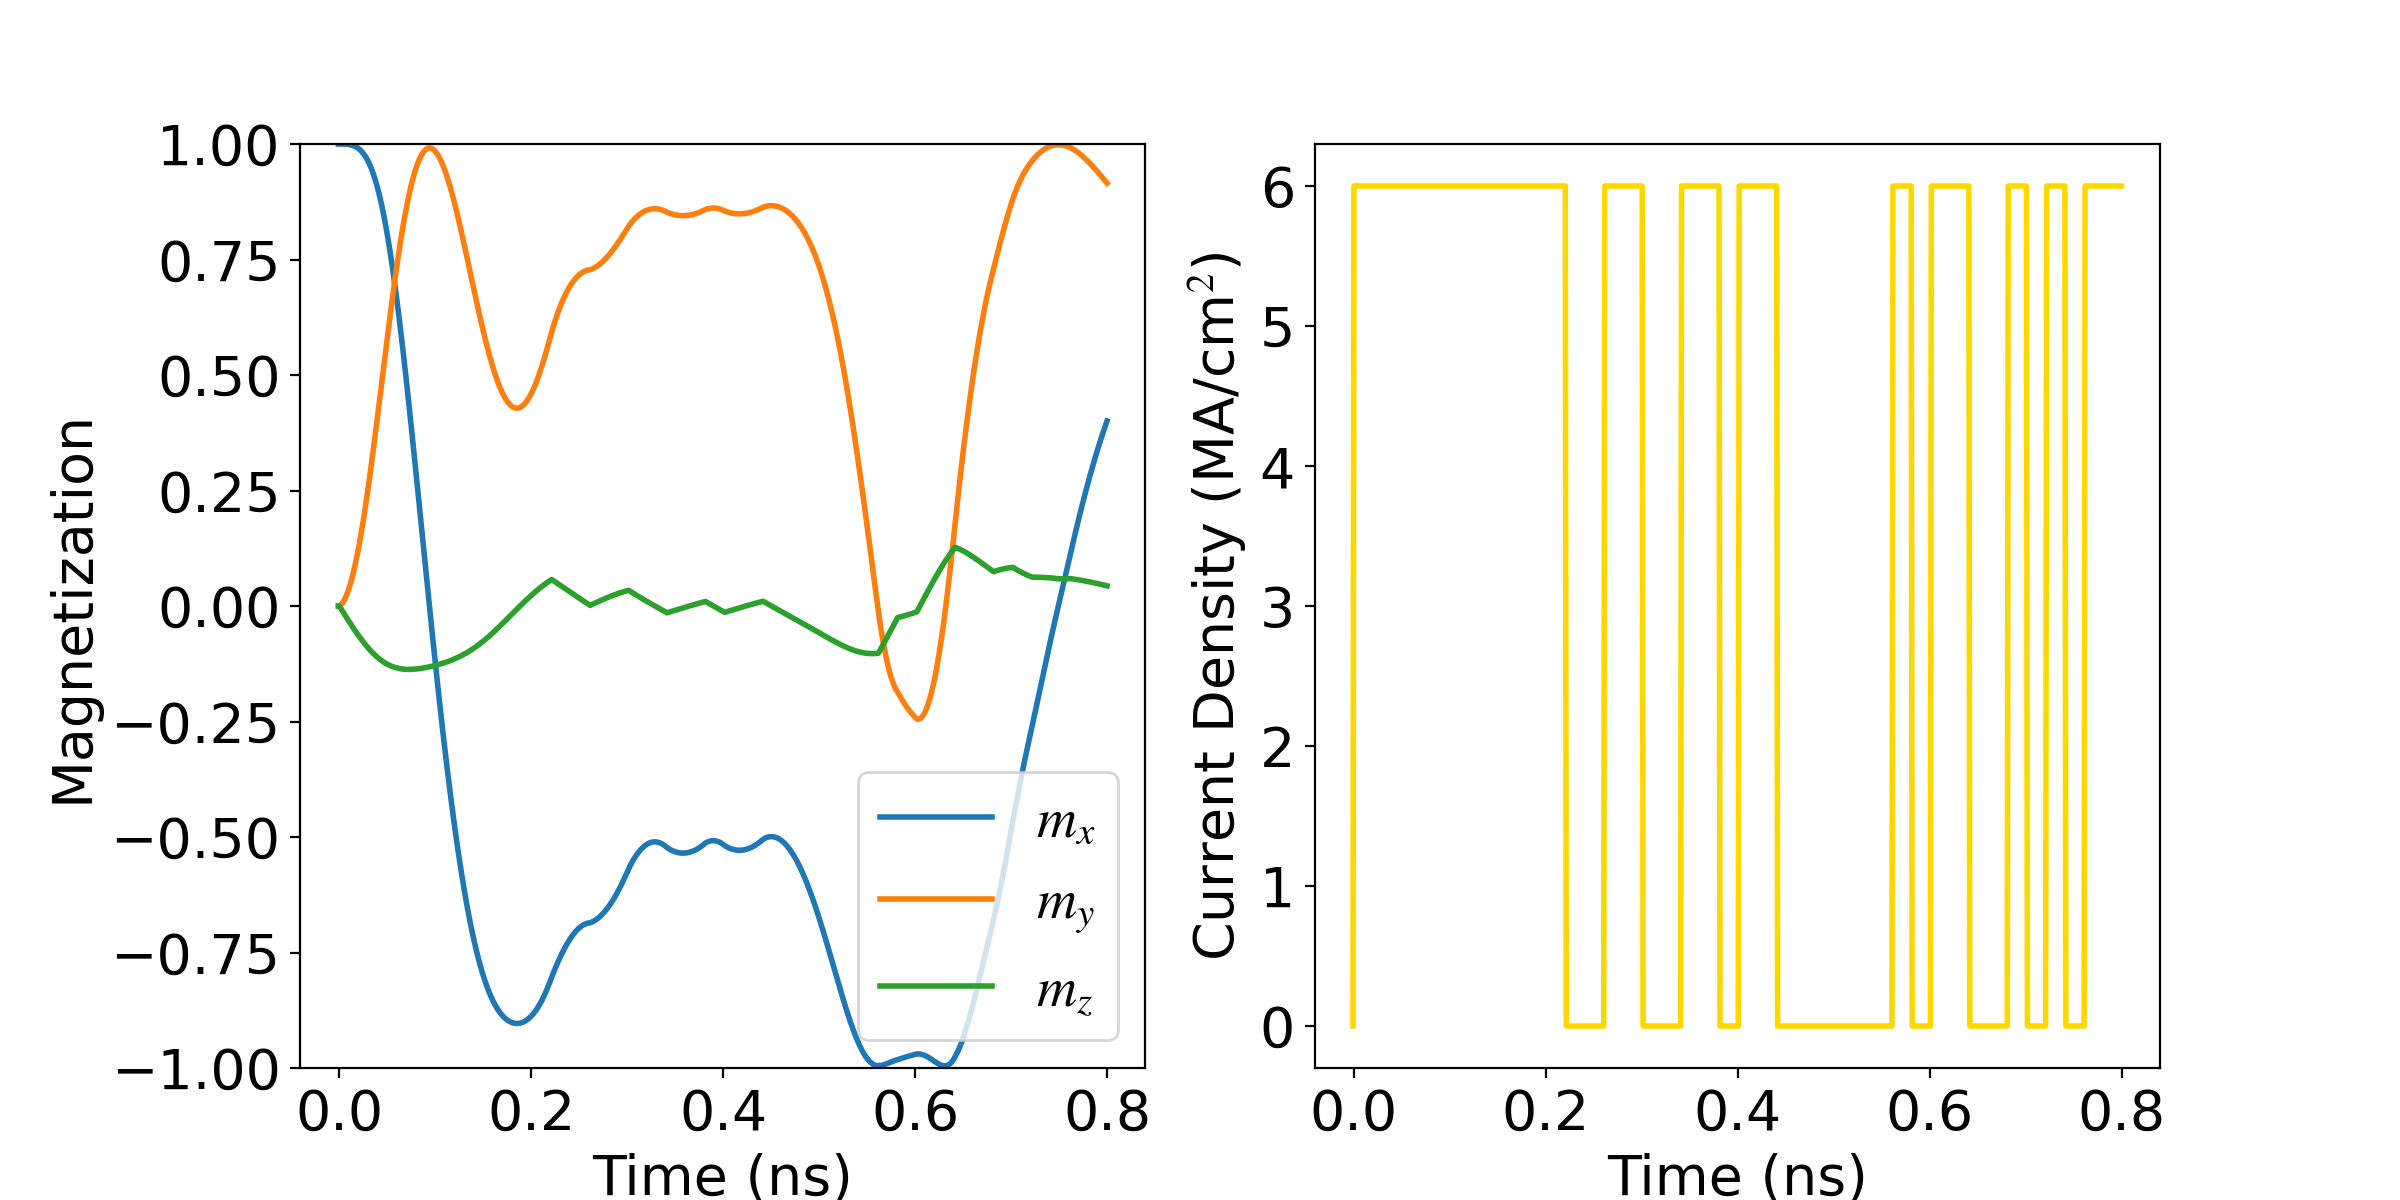 1.00
0.75
0.50
0.25
0.00
−0.25
−0.50
−0.75
−1.00
Magnetization
0.0 0.2 0.4 0.6 0.8
Time (ns)
m_x
m_y
m_z
6
5
4
3
2
1
0
Current Density (MA/cm²)
0.0 0.2 0.4 0.6 0.8
Time (ns)